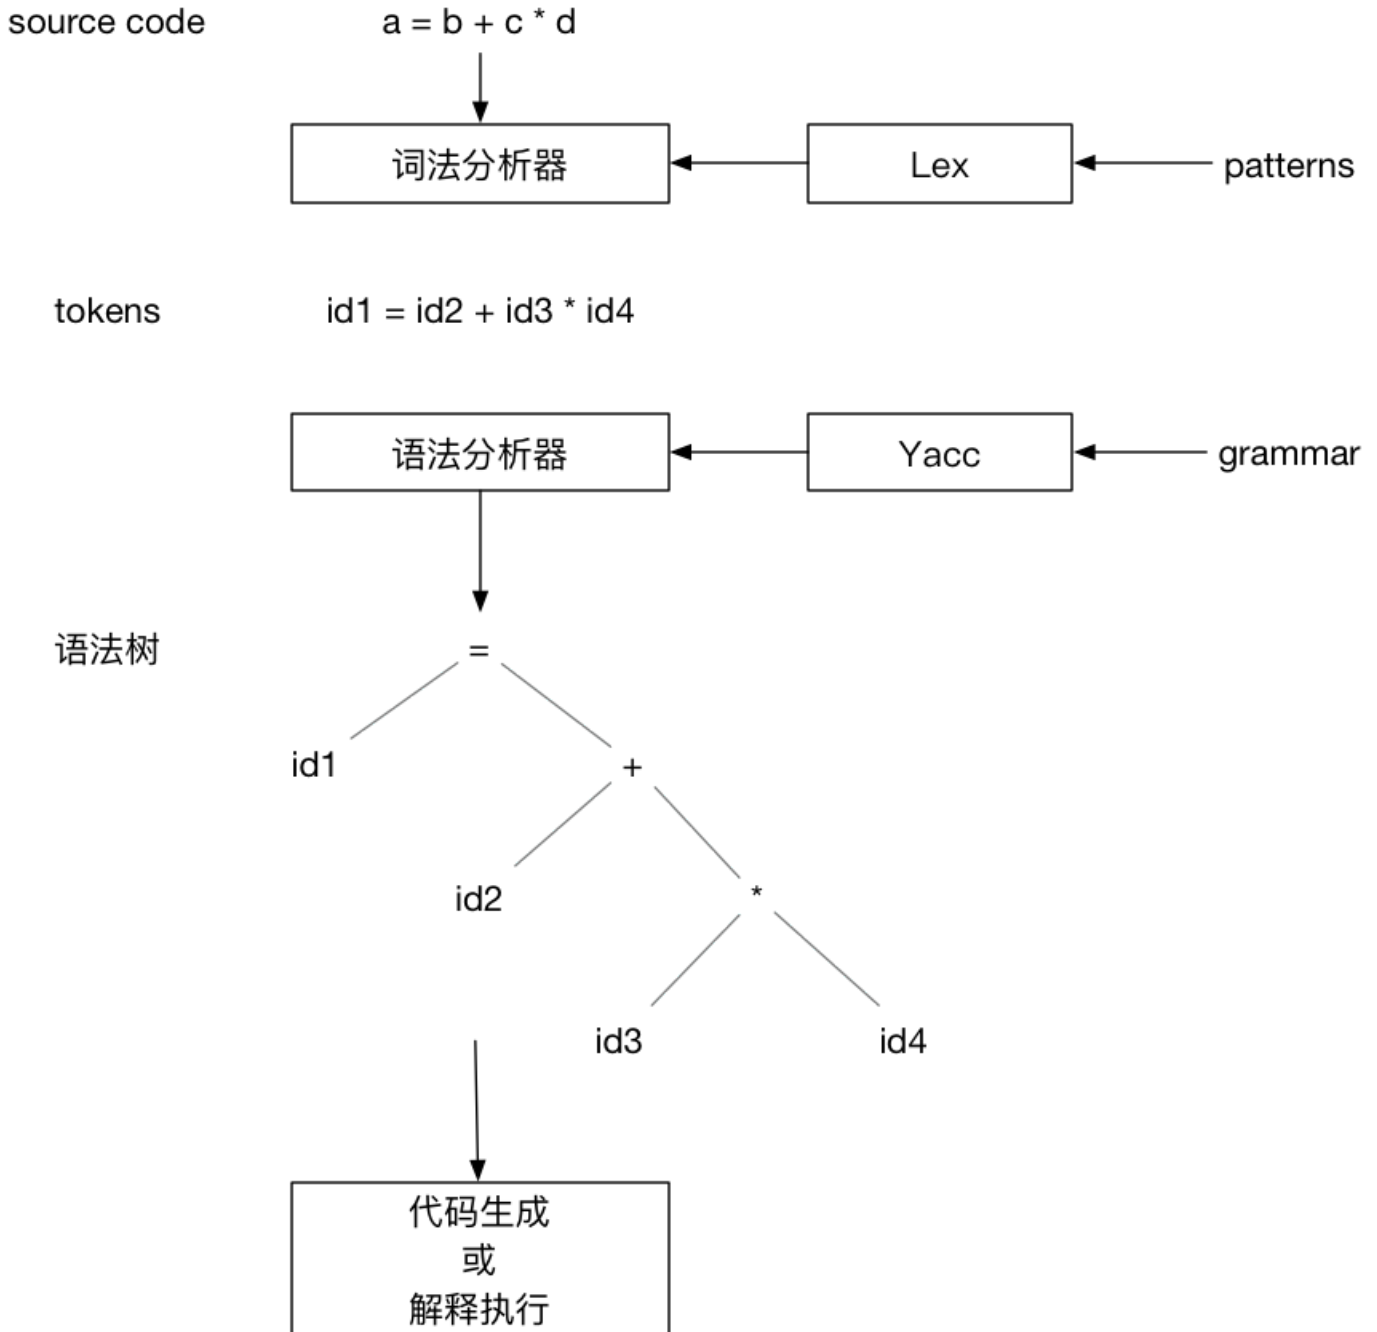 source code
a = b + c * d
词法分析器
Lex
patterns
tokens
id1 = id2 + id3 * id4
语法分析器
Yacc
grammar
语法树
=
id1
+
id2
*
id3
id4
代码生成
或
解释执行